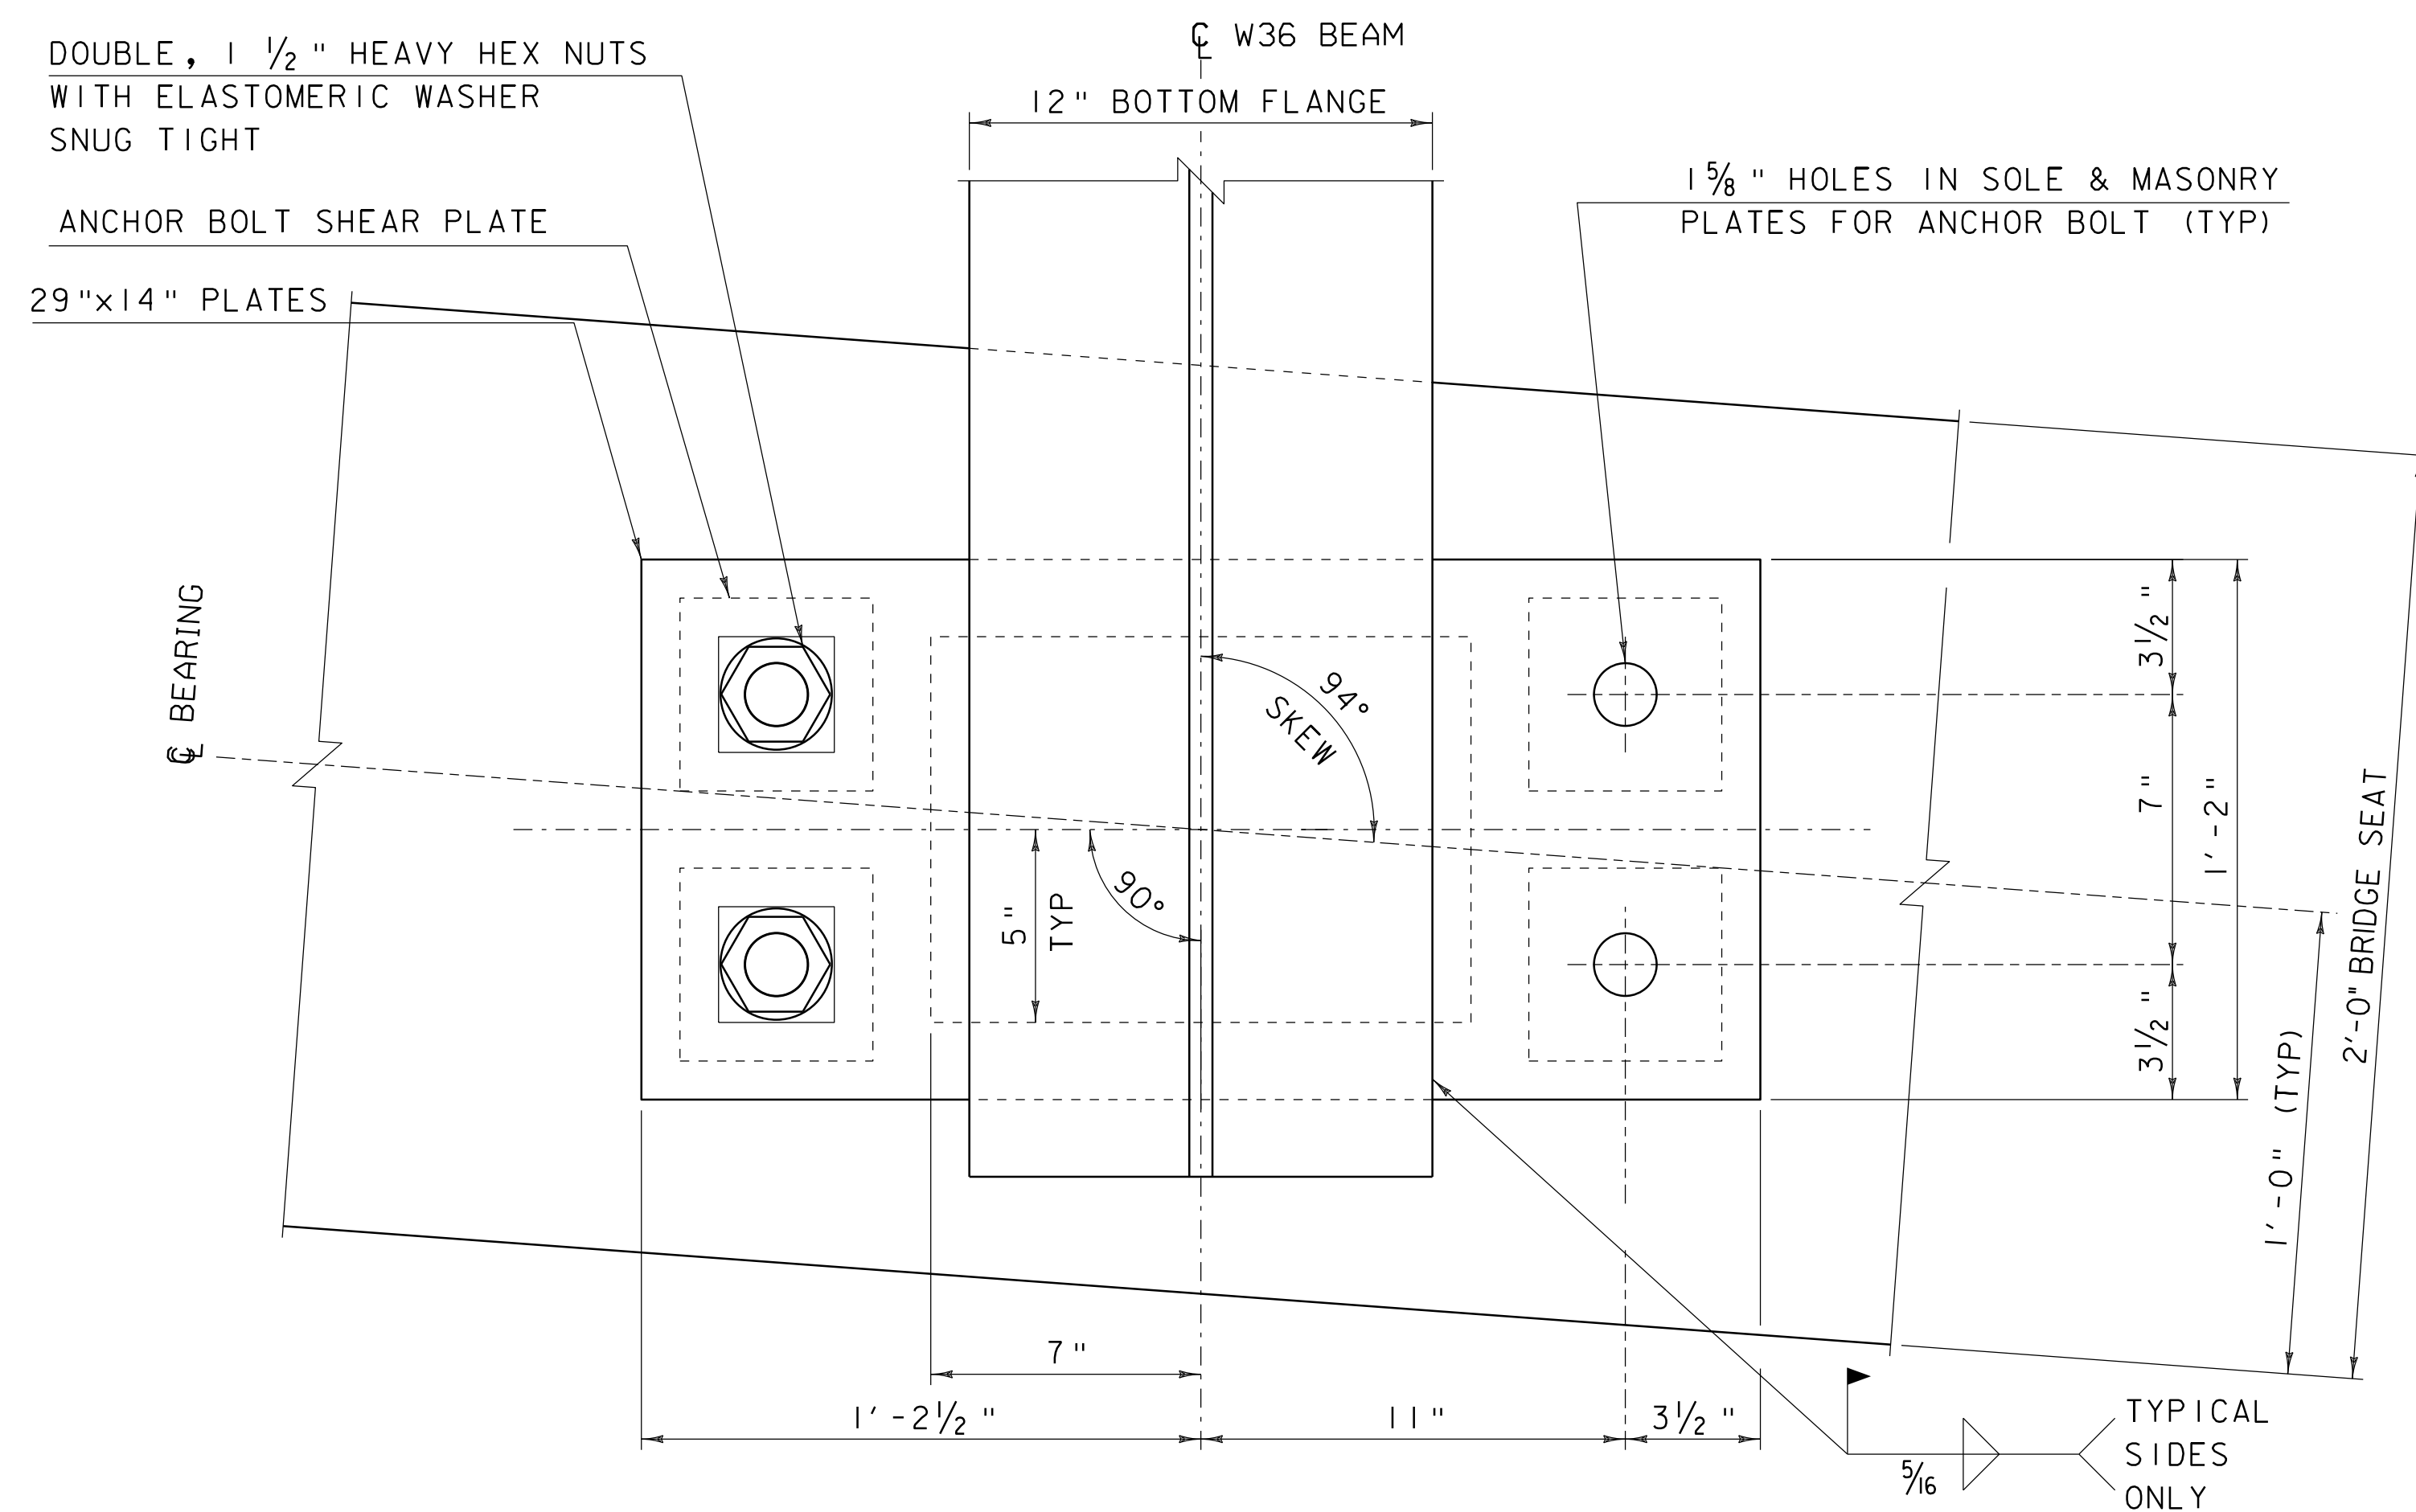 ℄ W36 BEAM
DOUBLE, 1 ½" HEAVY HEX NUTS
WITH ELASTOMERIC WASHER
SNUG TIGHT
12" BOTTOM FLANGE
1 ⅝" HOLES IN SOLE & MASONRY
PLATES FOR ANCHOR BOLT (TYP)
ANCHOR BOLT SHEAR PLATE
29"x14" PLATES
℄ BEARING
94°
SKEW
90°
5"
TYP
3½"
7"
3½"
1'-2"
2'-0" BRIDGE SEAT
1'-0" (TYP)
7"
1'-2½"
11"
3½"
5/16
TYPICAL
SIDES
ONLY